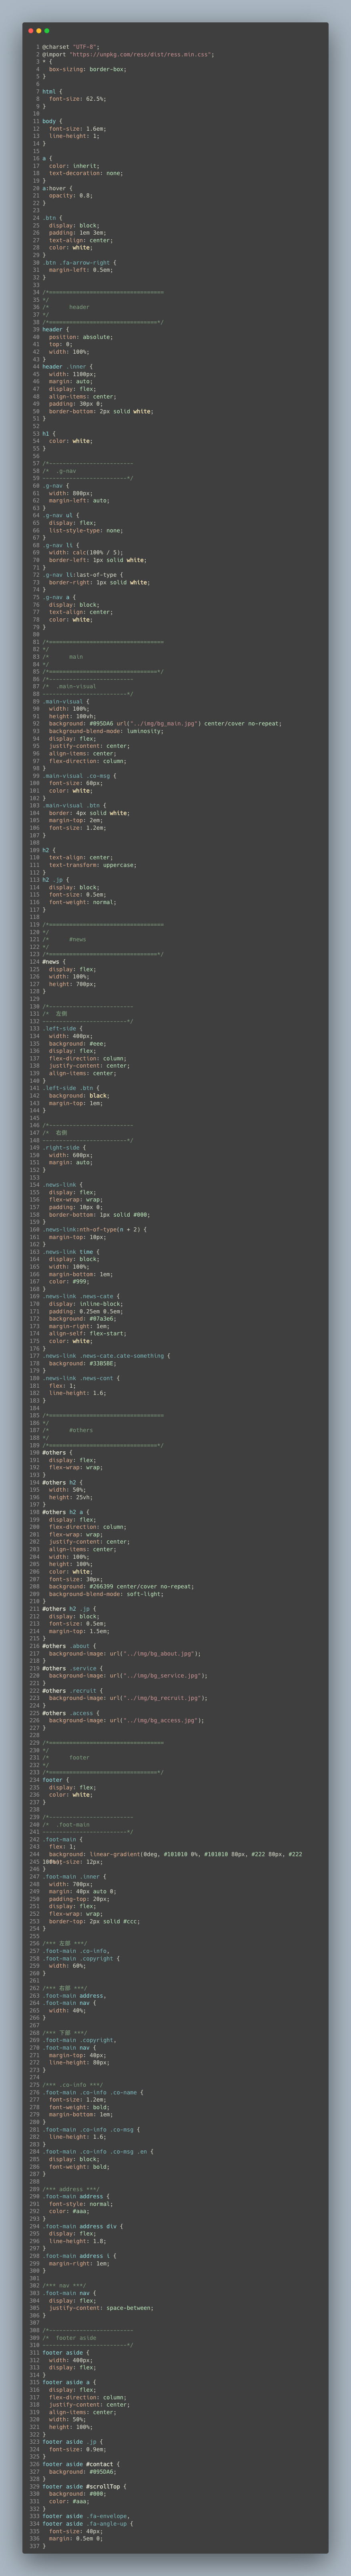 1 @charset "UTF-8";
2 @import "https://unpkg.com/ress/dist/ress.min.css";
3 * {
4   box-sizing: border-box;
5 }
6
7 html {
8   font-size: 62.5%;
9 }
10
11 body {
12   font-size: 1.6em;
13   line-height: 1;
14 }
15
16 a {
17   color: inherit;
18   text-decoration: none;
19 }
20 a:hover {
21   opacity: 0.8;
22 }
23
24 .btn {
25   display: block;
26   padding: 1em 3em;
27   text-align: center;
28   color: white;
29 }
30 .btn .fa-arrow-right {
31   margin-left: 0.5em;
32 }
33
34 /*==================================
35 */
36 /*      header
37 */
38 /*================================*/
39 header {
40   position: absolute;
41   top: 0;
42   width: 100%;
43 }
44 header .inner {
45   width: 1100px;
46   margin: auto;
47   display: flex;
48   align-items: center;
49   padding: 30px 0;
50   border-bottom: 2px solid white;
51 }
52
53 h1 {
54   color: white;
55 }
56
57 /*-------------------------
58 /*  .g-nav
59 -------------------------*/
60 .g-nav {
61   width: 800px;
62   margin-left: auto;
63 }
64 .g-nav ul {
65   display: flex;
66   list-style-type: none;
67 }
68 .g-nav li {
69   width: calc(100% / 5);
70   border-left: 1px solid white;
71 }
72 .g-nav li:last-of-type {
73   border-right: 1px solid white;
74 }
75 .g-nav a {
76   display: block;
77   text-align: center;
78   color: white;
79 }
80
81 /*==================================
82 */
83 /*      main
84 */
85 /*================================*/
86 /*-------------------------
87 /*  .main-visual
88 -------------------------*/
89 .main-visual {
90   width: 100%;
91   height: 100vh;
92   background: #095DA6 url("../img/bg_main.jpg") center/cover no-repeat;
93   background-blend-mode: luminosity;
94   display: flex;
95   justify-content: center;
96   align-items: center;
97   flex-direction: column;
98 }
99 .main-visual .co-msg {
100   font-size: 60px;
101   color: white;
102 }
103 .main-visual .btn {
104   border: 4px solid white;
105   margin-top: 2em;
106   font-size: 1.2em;
107 }
108
109 h2 {
110   text-align: center;
111   text-transform: uppercase;
112 }
113 h2 .jp {
114   display: block;
115   font-size: 0.5em;
116   font-weight: normal;
117 }
118
119 /*==================================
120 */
121 /*      #news
122 */
123 /*================================*/
124 #news {
125   display: flex;
126   width: 100%;
127   height: 700px;
128 }
129
130 /*-------------------------
131 /*  左側
132 -------------------------*/
133 .left-side {
134   width: 400px;
135   background: #eee;
136   display: flex;
137   flex-direction: column;
138   justify-content: center;
139   align-items: center;
140 }
141 .left-side .btn {
142   background: black;
143   margin-top: 1em;
144 }
145
146 /*-------------------------
147 /*  右側
148 -------------------------*/
149 .right-side {
150   width: 600px;
151   margin: auto;
152 }
153
154 .news-link {
155   display: flex;
156   flex-wrap: wrap;
157   padding: 10px 0;
158   border-bottom: 1px solid #000;
159 }
160 .news-link:nth-of-type(n + 2) {
161   margin-top: 10px;
162 }
163 .news-link time {
164   display: block;
165   width: 100%;
166   margin-bottom: 1em;
167   color: #999;
168 }
169 .news-link .news-cate {
170   display: inline-block;
171   padding: 0.25em 0.5em;
172   background: #07a3e6;
173   margin-right: 1em;
174   align-self: flex-start;
175   color: white;
176 }
177 .news-link .news-cate.cate-something {
178   background: #33B5BE;
179 }
180 .news-link .news-cont {
181   flex: 1;
182   line-height: 1.6;
183 }
184
185 /*==================================
186 */
187 /*      #others
188 */
189 /*================================*/
190 #others {
191   display: flex;
192   flex-wrap: wrap;
193 }
194 #others h2 {
195   width: 50%;
196   height: 25vh;
197 }
198 #others h2 a {
199   display: flex;
200   flex-direction: column;
201   flex-wrap: wrap;
202   justify-content: center;
203   align-items: center;
204   width: 100%;
205   height: 100%;
206   color: white;
207   font-size: 30px;
208   background: #266399 center/cover no-repeat;
209   background-blend-mode: soft-light;
210 }
211 #others h2 .jp {
212   display: block;
213   font-size: 0.5em;
214   margin-top: 1.5em;
215 }
216 #others .about {
217   background-image: url("../img/bg_about.jpg");
218 }
219 #others .service {
220   background-image: url("../img/bg_service.jpg");
221 }
222 #others .recruit {
223   background-image: url("../img/bg_recruit.jpg");
224 }
225 #others .access {
226   background-image: url("../img/bg_access.jpg");
227 }
228
229 /*==================================
230 */
231 /*      footer
232 */
233 /*================================*/
234 footer {
235   display: flex;
236   color: white;
237 }
238
239 /*-------------------------
240 /*  .foot-main
241 -------------------------*/
242 .foot-main {
243   flex: 1;
244   background: linear-gradient(0deg, #101010 0%, #101010 80px, #222 80px, #222
245   font-size: 12px;
246 }
247 .foot-main .inner {
248   width: 700px;
249   margin: 40px auto 0;
250   padding-top: 20px;
251   display: flex;
252   flex-wrap: wrap;
253   border-top: 2px solid #ccc;
254 }
255
256 /*** 左部 ***/
257 .foot-main .co-info,
258 .foot-main .copyright {
259   width: 60%;
260 }
261
262 /*** 右部 ***/
263 .foot-main address,
264 .foot-main nav {
265   width: 40%;
266 }
267
268 /*** 下部 ***/
269 .foot-main .copyright,
270 .foot-main nav {
271   margin-top: 40px;
272   line-height: 80px;
273 }
274
275 /*** .co-info ***/
276 .foot-main .co-info .co-name {
277   font-size: 1.2em;
278   font-weight: bold;
279   margin-bottom: 1em;
280 }
281 .foot-main .co-info .co-msg {
282   line-height: 1.6;
283 }
284 .foot-main .co-info .co-msg .en {
285   display: block;
286   font-weight: bold;
287 }
288
289 /*** address ***/
290 .foot-main address {
291   font-style: normal;
292   color: #aaa;
293 }
294 .foot-main address div {
295   display: flex;
296   line-height: 1.8;
297 }
298 .foot-main address i {
299   margin-right: 1em;
300 }
301
302 /*** nav ***/
303 .foot-main nav {
304   display: flex;
305   justify-content: space-between;
306 }
307
308 /*-------------------------
309 /*  footer aside
310 -------------------------*/
311 footer aside {
312   width: 400px;
313   display: flex;
314 }
315 footer aside a {
316   display: flex;
317   flex-direction: column;
318   justify-content: center;
319   align-items: center;
320   width: 50%;
321   height: 100%;
322 }
323 footer aside .jp {
324   font-size: 0.9em;
325 }
326 footer aside #contact {
327   background: #095DA6;
328 }
329 footer aside #scrollTop {
330   background: #000;
331   color: #aaa;
332 }
333 footer aside .fa-envelope,
334 footer aside .fa-angle-up {
335   font-size: 40px;
336   margin: 0.5em 0;
337 }